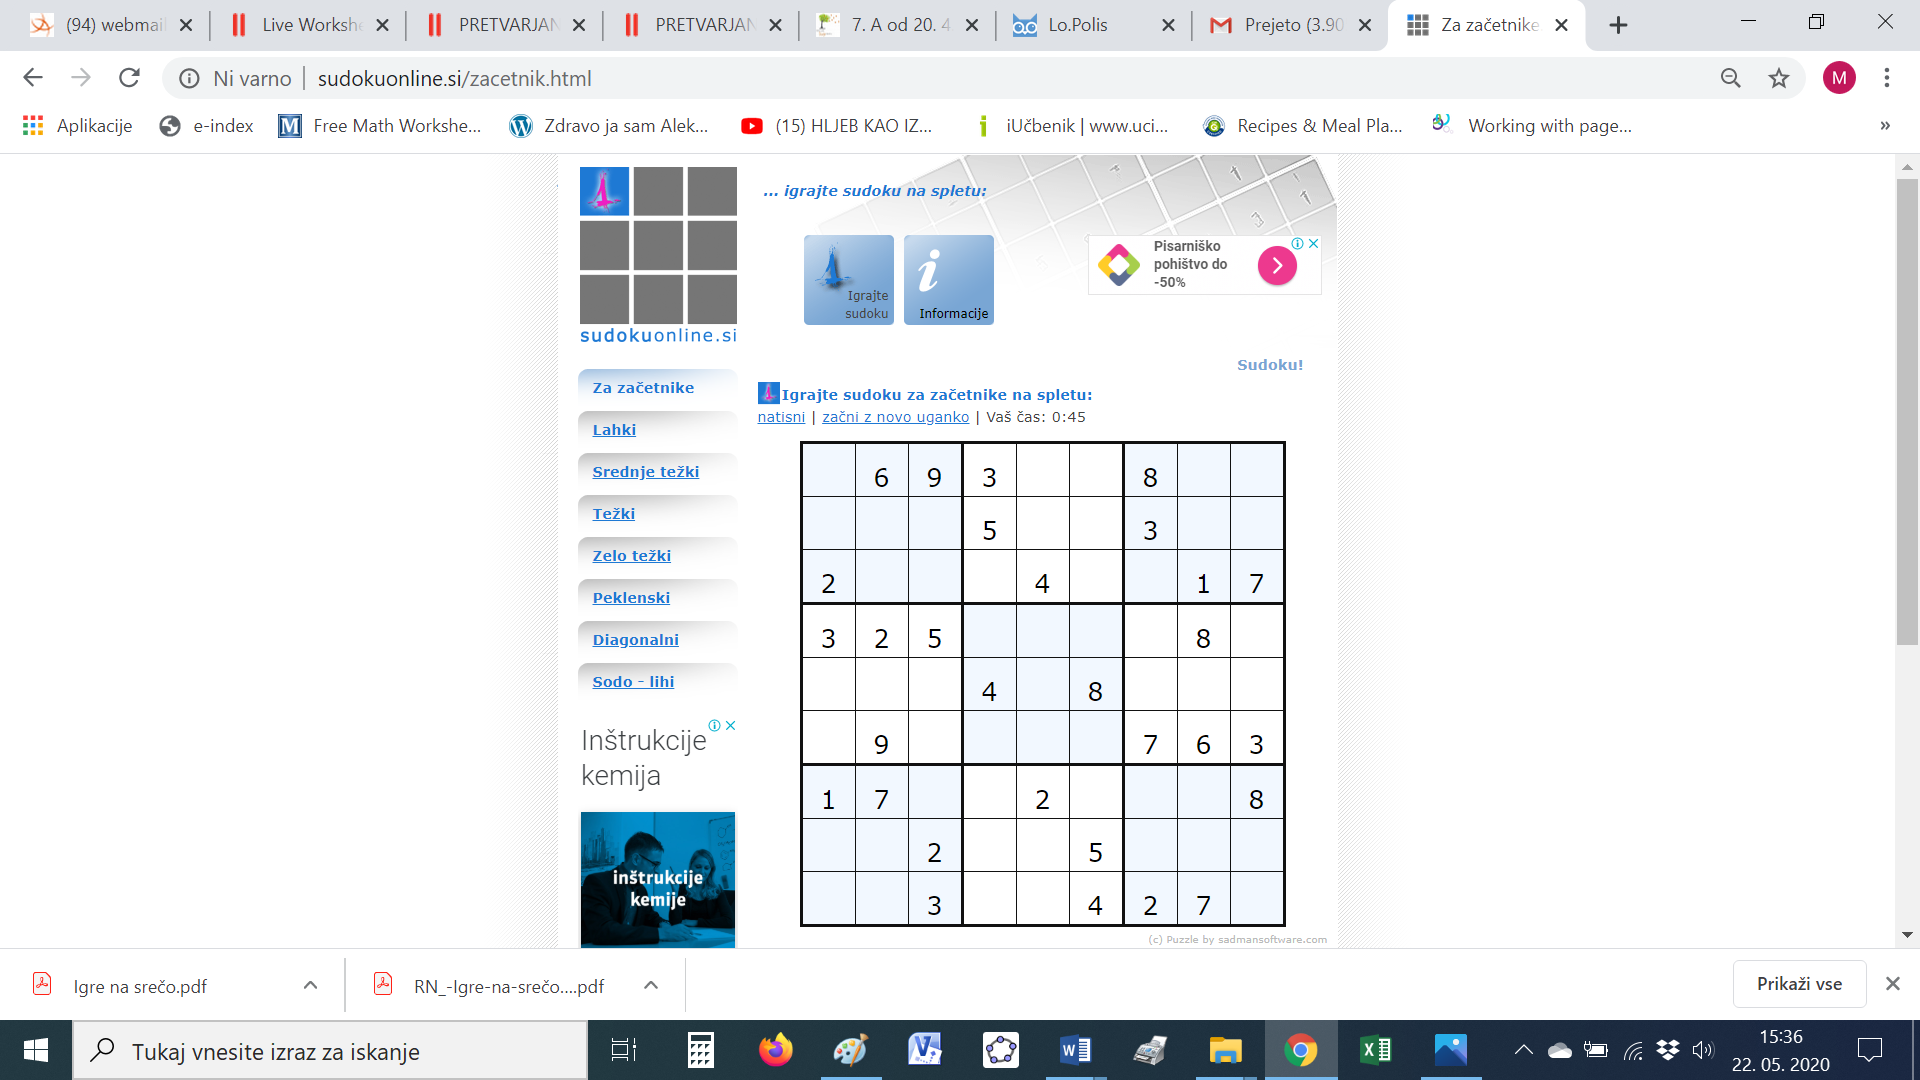 (94) webmail
Live Workshe
PRETVARJAN
PRETVARJAN
7. A od 20. 4
Lo.Polis
Prejeto (3.90
Za začetnike
Ni varno | sudokuonline.si/zacetnik.html
M
Aplikacije
e-index
Free Math Workshe...
Zdravo ja sam Alek...
(15) HLJEB KAO IZ...
iUčbenik | www.uci...
Recipes & Meal Pla...
Working with page...
»
sudokuonline.si
... igrajte sudoku na spletu:
Igrajte
sudoku
Informacije
Pisarniško
pohištvo do
-50%
Sudoku!
Za začetnike
Lahki
Srednje težki
Težki
Zelo težki
Peklenski
Diagonalni
Sodo - lihi
Inštrukcije
kemija
inštrukcije
kemije
Igrajte sudoku za začetnike na spletu:
natisni | začni z novo uganko | Vaš čas: 0:45
6 9 3 8
5 3
2 4 1 7
3 2 5 8
4 8
9 7 6 3
1 7 2 8
2 5
3 4 2 7
(c) Puzzle by sadmansoftware.com
Igre na srečo.pdf
RN_-Igre-na-srečo....pdf
Prikaži vse
Tukaj vnesite izraz za iskanje
15:36
22. 05. 2020